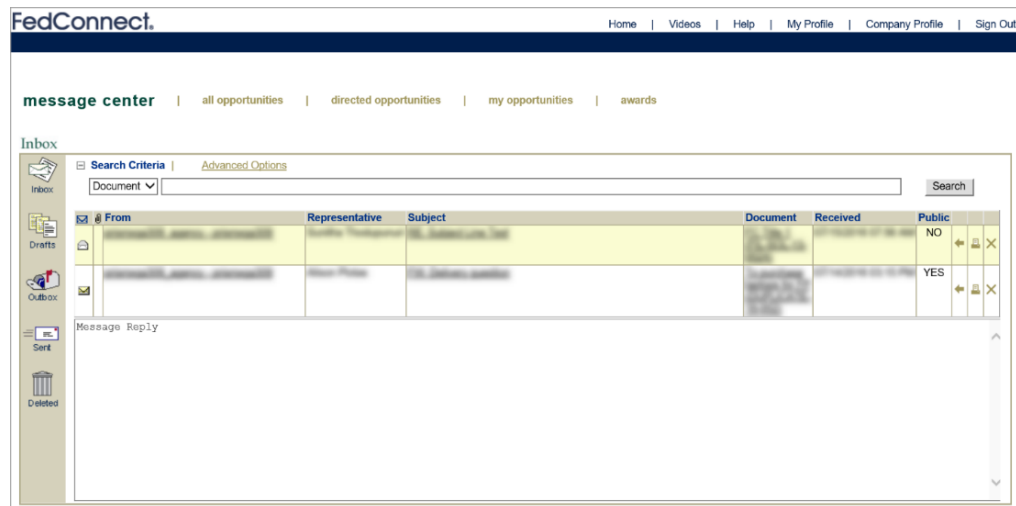 FedConnect.
Home | Videos | Help | My Profile | Company Profile | Sign Out
message center | all opportunities | directed opportunities | my opportunities | awards
Inbox
Search Criteria | Advanced Options
Inbox
Document
Search
From Representative Subject Document Received Public
Drafts
NO
YES
Outbox
Message Reply
Sent
Deleted